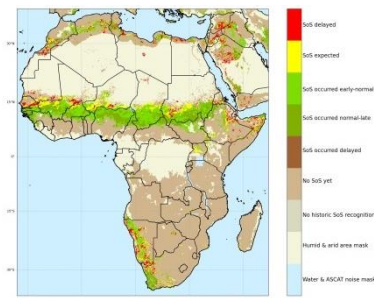 SoS delayed
SoS expected
SoS occurred early-normal
SoS occurred normal-late
SoS occurred delayed
No SoS yet
No historic SoS recognition
Humid & arid area mask
Water & ASCAT noise mask